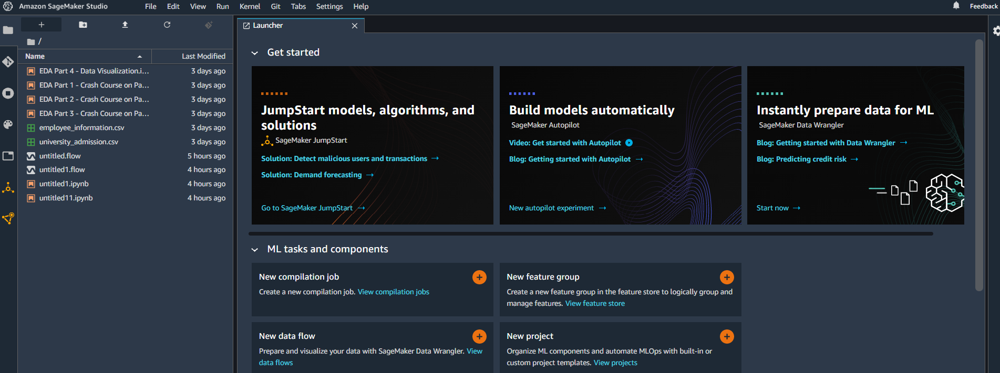 Amazon SageMaker Studio File Edit View Run Kernel Git Tabs Settings Help Feedback
/
Name Last Modified
EDA Part 4 - Data Visualization.i... 3 days ago
EDA Part 1 - Crash Course on Pa... 3 days ago
EDA Part 2 - Crash Course on Pa... 3 days ago
EDA Part 3 - Crash Course on Pa... 3 days ago
employee_information.csv 3 days ago
university_admission.csv 3 days ago
untitled.flow 5 hours ago
untitled1.flow 4 hours ago
untitled1.ipynb 4 hours ago
untitled11.ipynb 4 hours ago
Launcher
Get started
JumpStart models, algorithms, and
solutions
SageMaker JumpStart
Solution: Detect malicious users and transactions →
Solution: Demand forecasting →
Go to SageMaker JumpStart →
Build models automatically
SageMaker Autopilot
Video: Get started with Autopilot
Blog: Getting started with Autopilot →
New autopilot experiment →
Instantly prepare data for ML
SageMaker Data Wrangler
Blog: Getting started with Data Wrangler →
Blog: Predicting credit risk →
Start now →
ML tasks and components
New compilation job
Create a new compilation job. View compilation jobs
New feature group
Create a new feature group in the feature store to logically group and
manage features. View feature store
New data flow
Prepare and visualize your data with SageMaker Data Wrangler. View
data flows
New project
Organize ML components and automate MLOps with built-in or
custom project templates. View projects